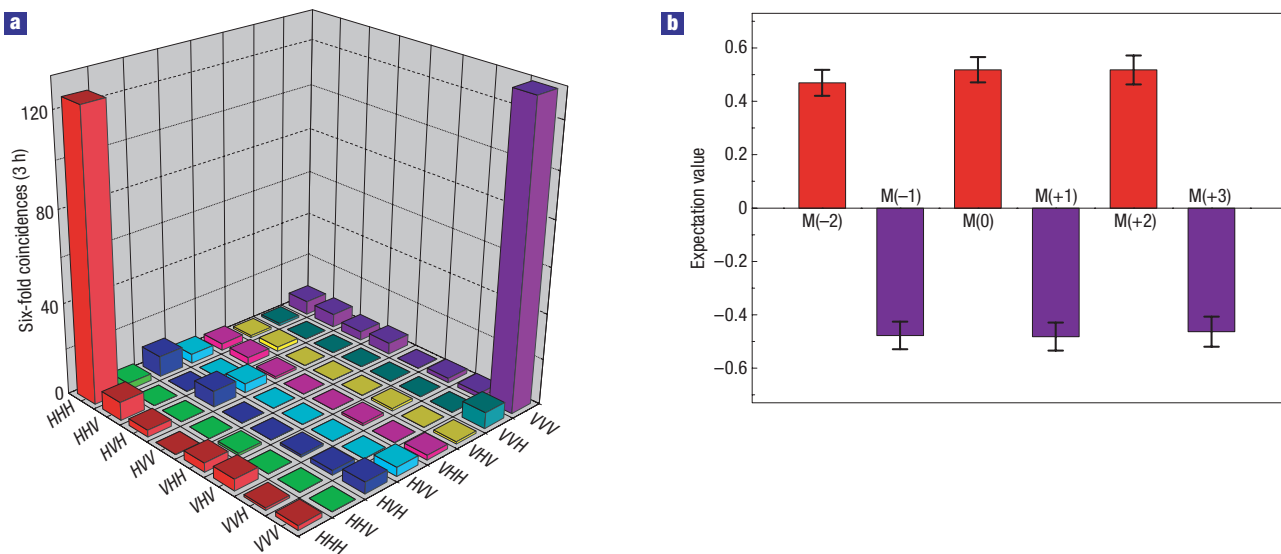 a
Six-fold coincidences (3 h)
120
80
40
0
HHH
HHV
HVH
HVV
VHH
VHV
VVH
VVV
HHH
HHV
HVH
HVV
VHH
VHV
VVH
VVV
b
Expectation value
0.6
0.4
0.2
0
–0.2
–0.4
–0.6
M(–2)
M(–1)
M(0)
M(+1)
M(+2)
M(+3)